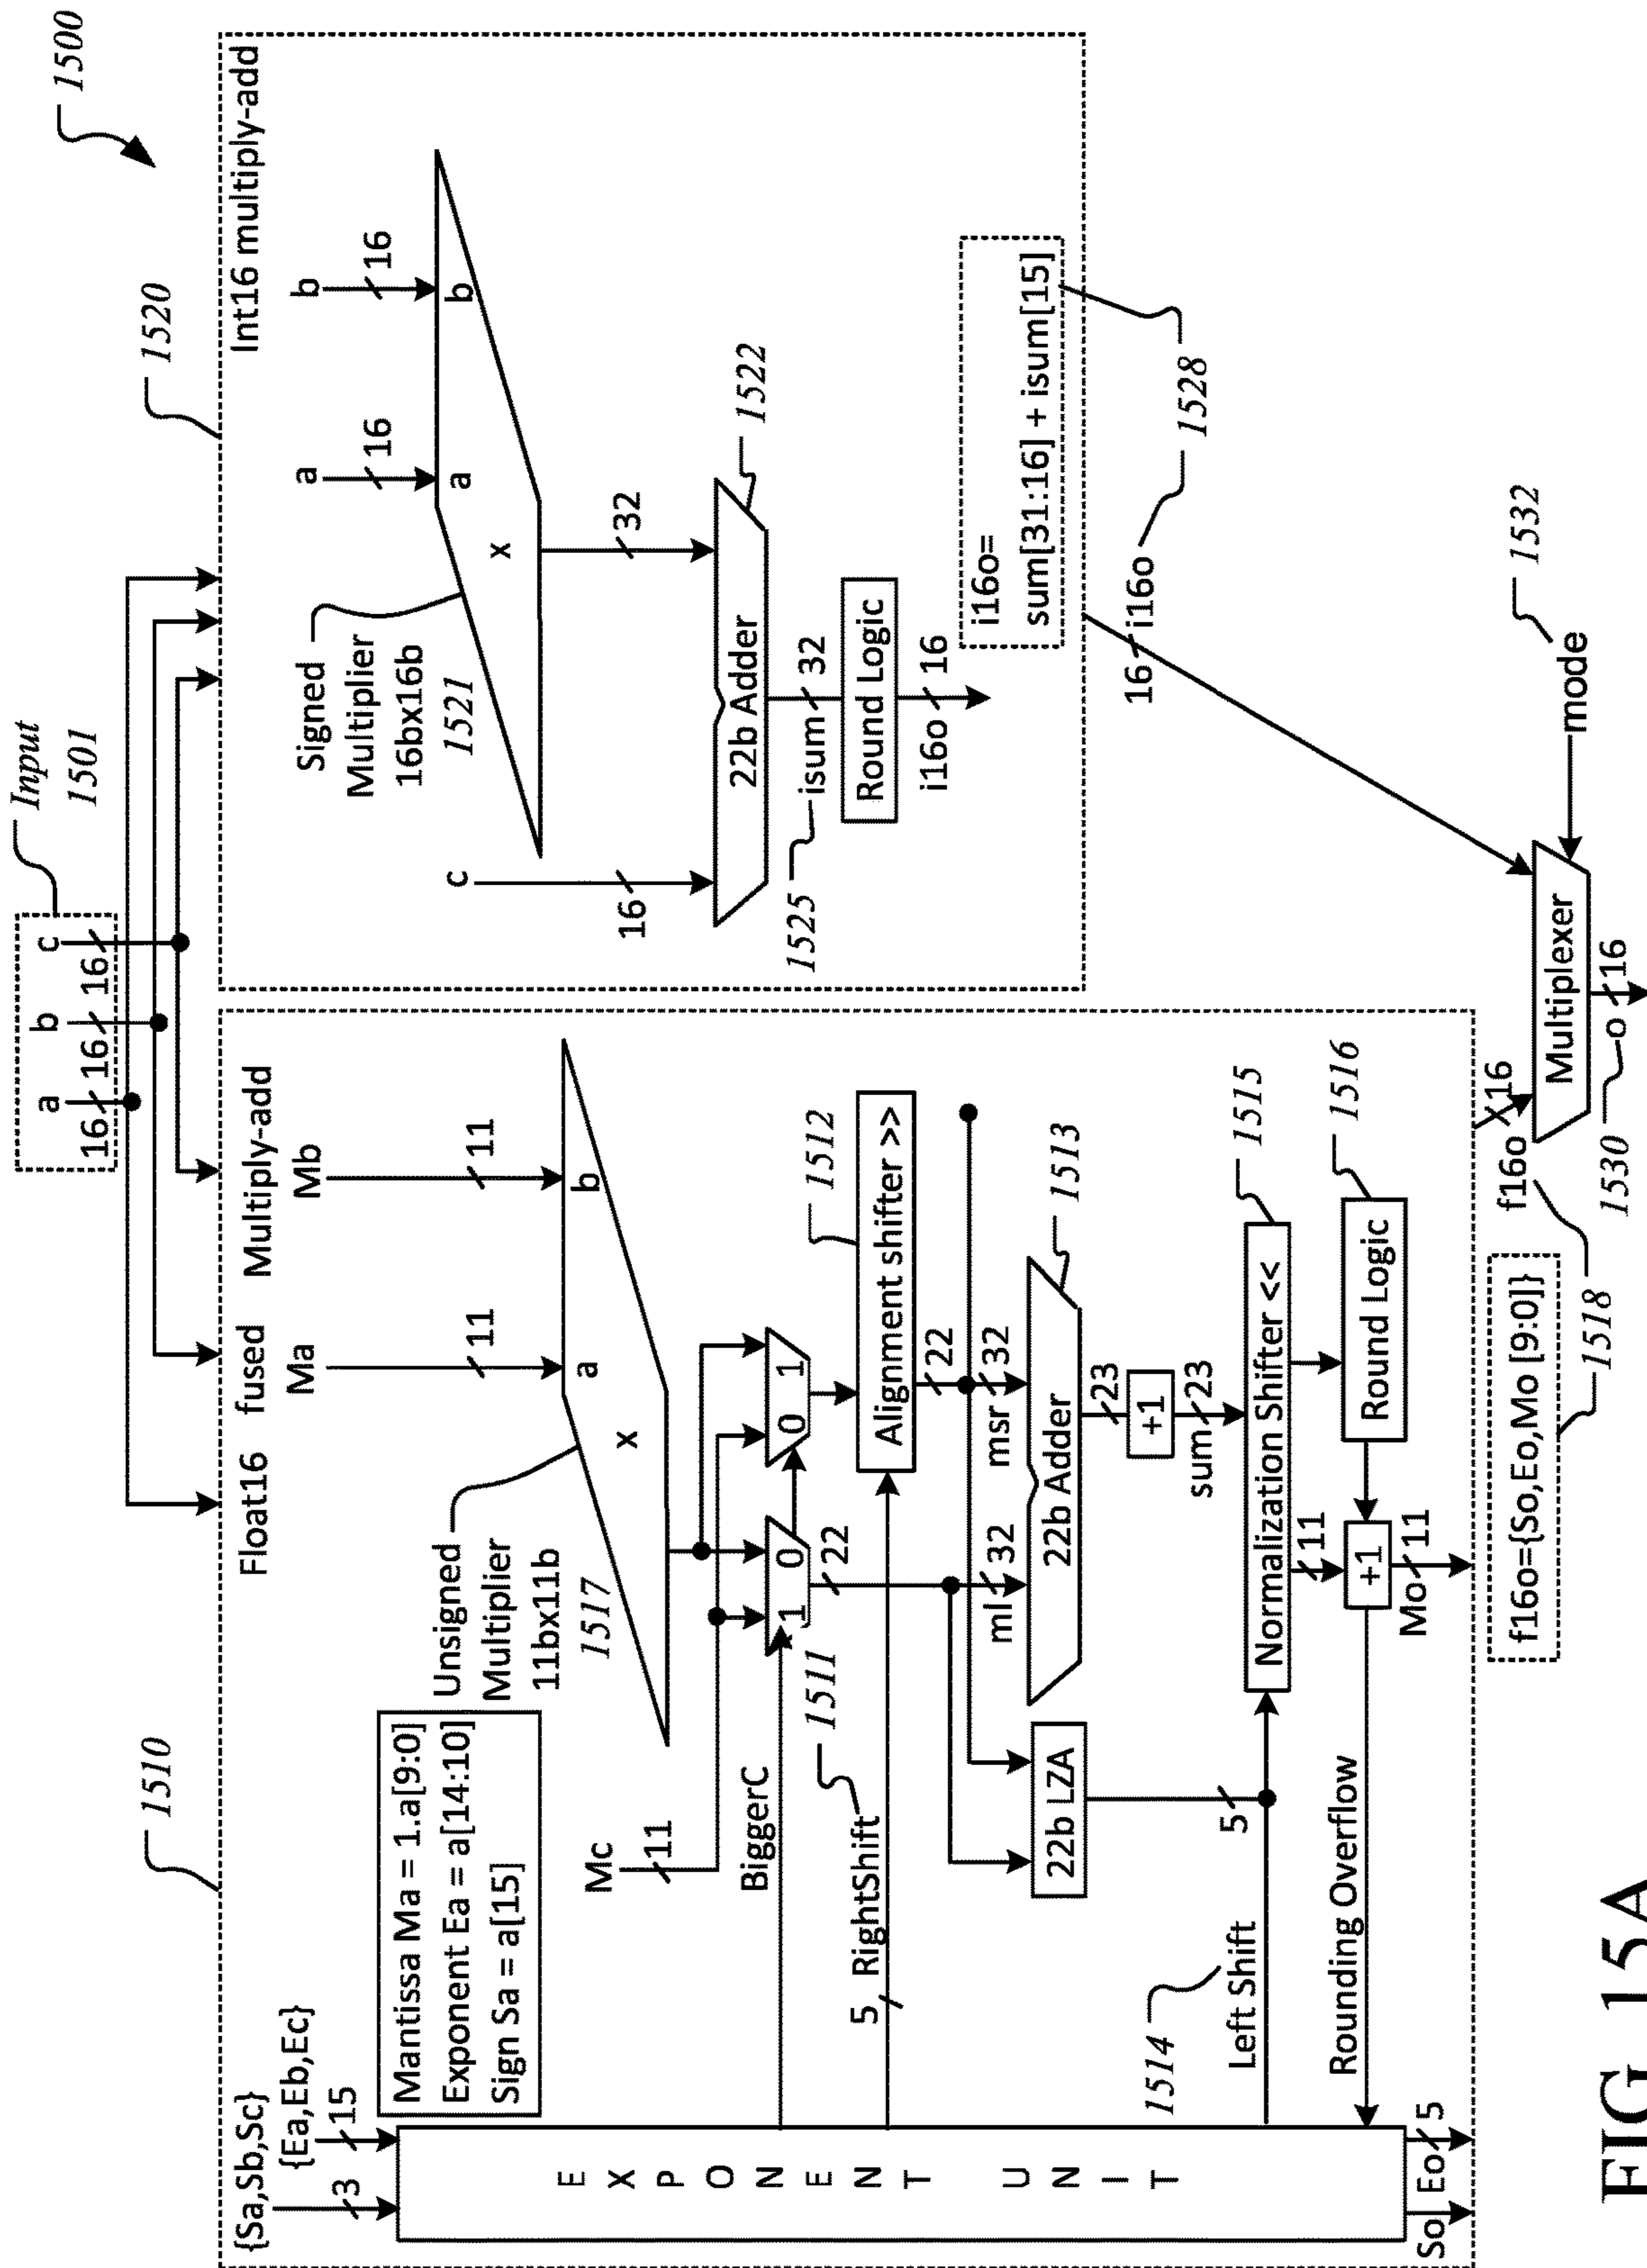 1500
Input
1501
a
b
c
16
16
16
1510
1520
{Sa,Sb,Sc}
{Ea,Eb,Ec}
3
15
EXPONENT UNIT
Float16 fused Multiply-add
Mantissa Ma = 1.a[9:0]
Exponent Ea = a[14:10]
Sign Sa = a[15]
Ma
Mb
11
11
Unsigned
Multiplier
11bx11b
1517
a
b
x
Mc
11
BiggerC
1
0
0
1
1511
5
RightShift
22
Alignment shifter >>
1512
22
ml
32
msr
32
22b LZA
22b Adder
1513
23
+1
sum
23
5
1514
Left Shift
Normalization Shifter <<
1515
11
Round Logic
1516
Rounding Overflow
+1
Mo
11
So
Eo
5
f16o={So,Eo,Mo [9:0]}
1518
Int16 multiply-add
a
b
16
16
Signed
Multiplier
16bx16b
1521
a
b
x
c
16
32
22b Adder
1522
1525
isum
32
Round Logic
i16o
16
i16o=
sum[31:16] + isum[15]
1528
16
i16o
f16o
16
Multiplexer
mode
1532
o
16
1530
FIG 15A